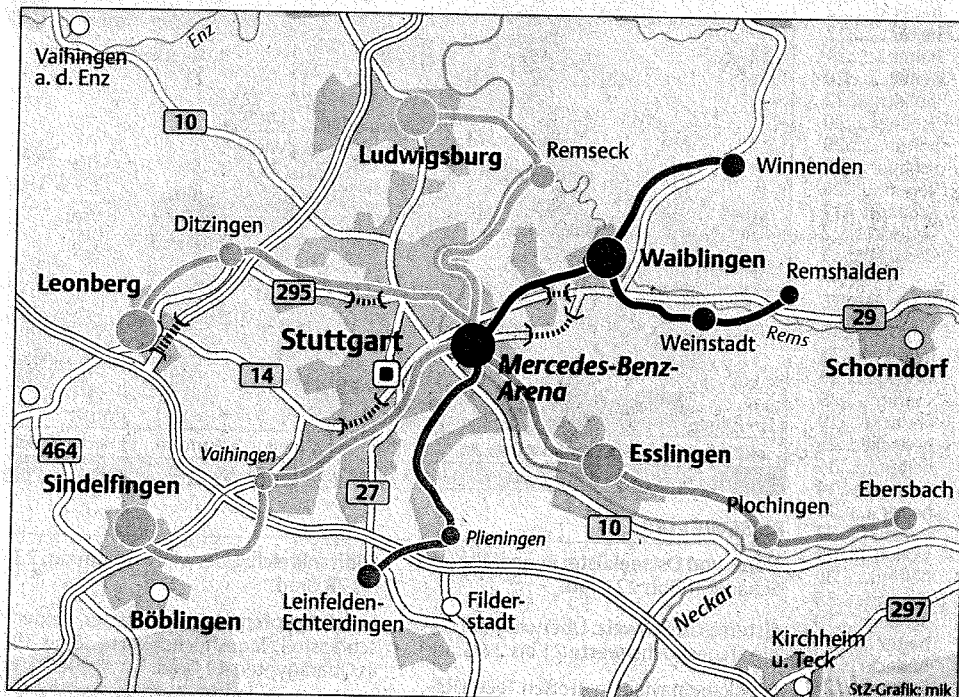 Vaihingen
a. d. Enz
Enz
10
Ludwigsburg
Remseck
Winnenden
Ditzingen
Waiblingen
Leonberg
295
Remshalden
Stuttgart
Weinstadt
Rems
29
Schorndorf
14
Mercedes-Benz-
Arena
464
Vaihingen
Sindelfingen
27
Esslingen
Plochingen
Ebersbach
10
Plieningen
Leinfelden-
Echterdingen
Filder-
stadt
Böblingen
Neckar
297
Kirchheim
u. Teck
StZ-Grafik: mik